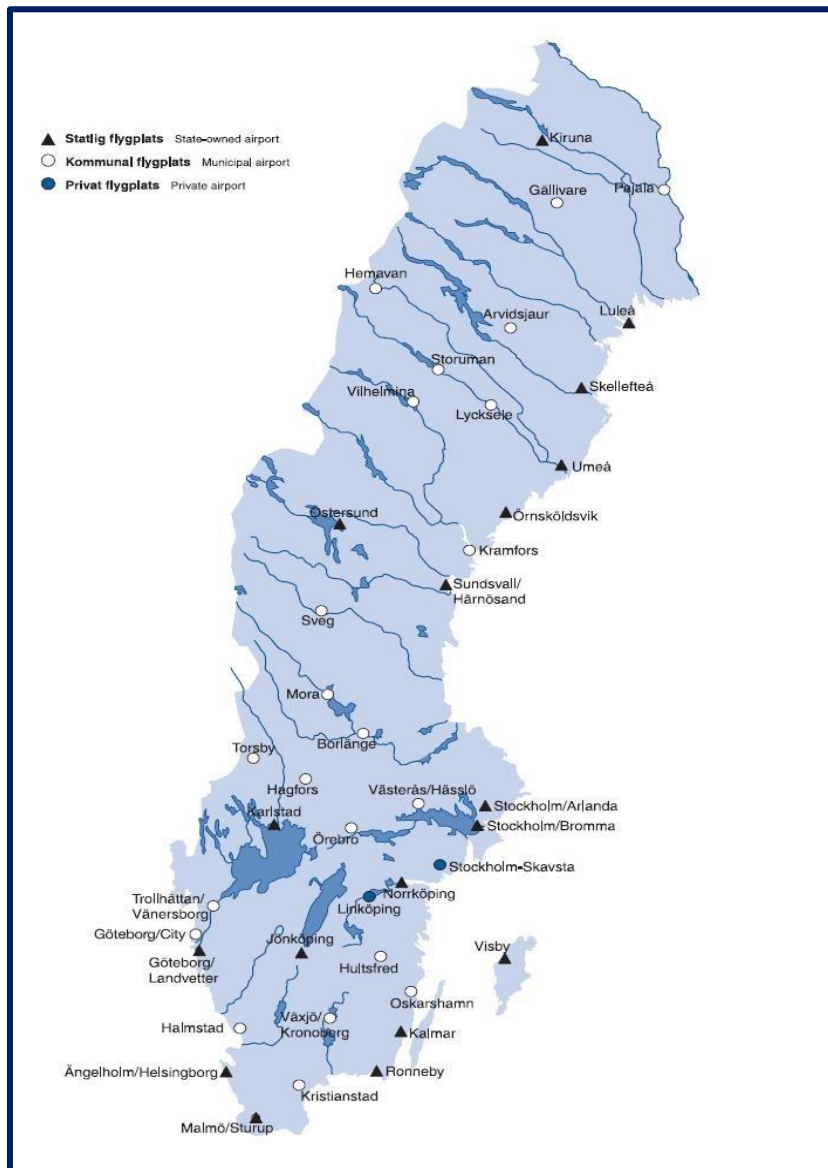 Statlig flygplats State-owned airport
Kommunal flygplats Municipal airport
Privat flygplats Private airport
Kiruna
Gällivare
Pajala
Hemavan
Arvidsjaur
Luleå
Storuman
Skellefteå
Vilhelmina
Lycksele
Umeå
Östersund
Örnsköldsvik
Kramfors
Sundsvall/
Härnösand
Sveg
Mora
Borlänge
Torsby
Hagfors
Västerås/Hässlö
Stockholm/Arlanda
Karlstad
Stockholm/Bromma
Örebro
Stockholm-Skavsta
Norrköping
Linköping
Trollhättan/
Vänersborg
Göteborg/City
Göteborg/
Landvetter
Jönköping
Visby
Hultsfred
Oskarshamn
Växjö/
Kronoberg
Halmstad
Kalmar
Ängelholm/Helsingborg
Ronneby
Kristianstad
Malmö/Sturup